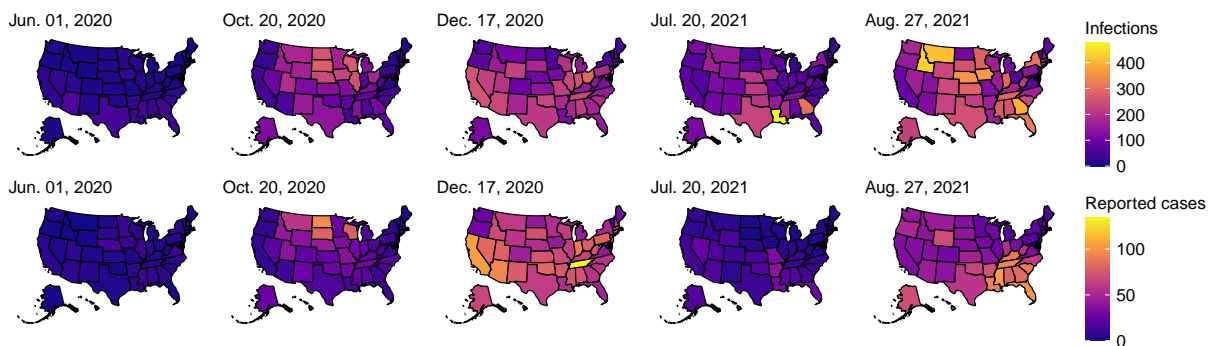 Jun. 01, 2020
Oct. 20, 2020
Dec. 17, 2020
Jul. 20, 2021
Aug. 27, 2021
Infections
400
300
200
100
0
Jun. 01, 2020
Oct. 20, 2020
Dec. 17, 2020
Jul. 20, 2021
Aug. 27, 2021
Reported cases
100
50
0